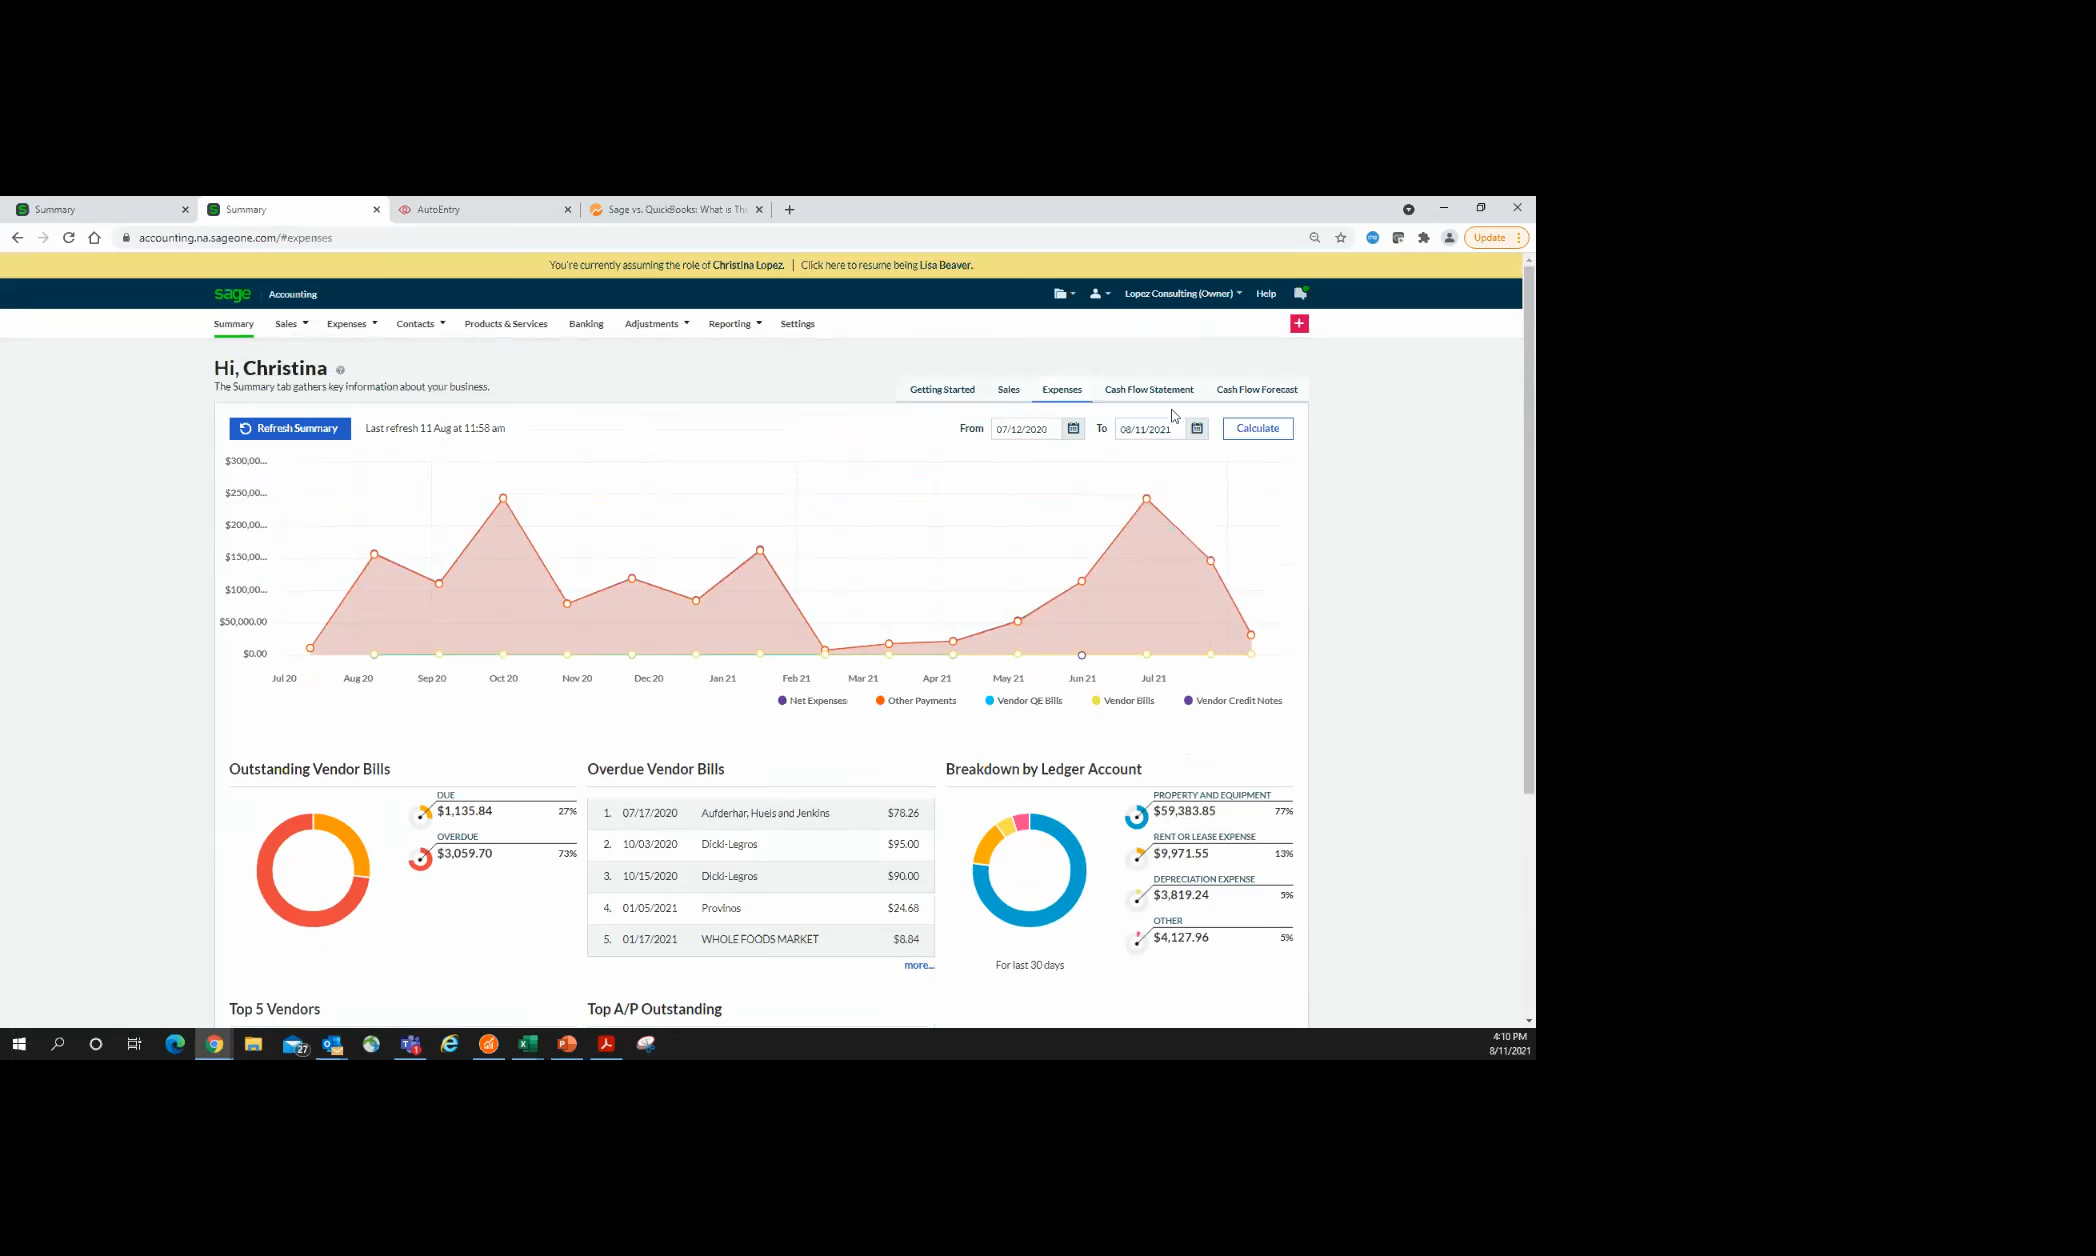 Summary
Summary
AutoEntry
Sage vs. QuickBooks: What is Th
accounting.na.sageone.com/#expenses
Update
You're currently assuming the role of Christina Lopez. | Click here to resume being Lisa Beaver.
sage Accounting
Lopez Consulting (Owner)
Help
Summary
Sales
Expenses
Contacts
Products & Services
Banking
Adjustments
Reporting
Settings
Hi, Christina
The Summary tab gathers key information about your business.
Getting Started
Sales
Expenses
Cash Flow Statement
Cash Flow Forecast
Refresh Summary
Last refresh 11 Aug at 11:58 am
From 07/12/2020 To 08/11/2021 Calculate
$300,00...
$250,00...
$200,00...
$150,00...
$100,00...
$50,000.00
$0.00
Jul 20 Aug 20 Sep 20 Oct 20 Nov 20 Dec 20 Jan 21 Feb 21 Mar 21 Apr 21 May 21 Jun 21 Jul 21
Net Expenses Other Payments Vendor QE Bills Vendor Bills Vendor Credit Notes
Outstanding Vendor Bills
DUE
$1,135.84 27%
OVERDUE
$3,059.70 73%
Overdue Vendor Bills
1. 07/17/2020 Aufderhar, Huels and Jenkins $78.26
2. 10/03/2020 Dicki-Legros $95.00
3. 10/15/2020 Dicki-Legros $90.00
4. 01/05/2021 Provinos $24.68
5. 01/17/2021 WHOLE FOODS MARKET $8.84
more...
Breakdown by Ledger Account
PROPERTY AND EQUIPMENT
$59,383.85 77%
RENT OR LEASE EXPENSE
$9,971.55 13%
DEPRECIATION EXPENSE
$3,819.24 5%
OTHER
$4,127.96 5%
For last 30 days
Top 5 Vendors
Top A/P Outstanding
27
4:10 PM
8/11/2021